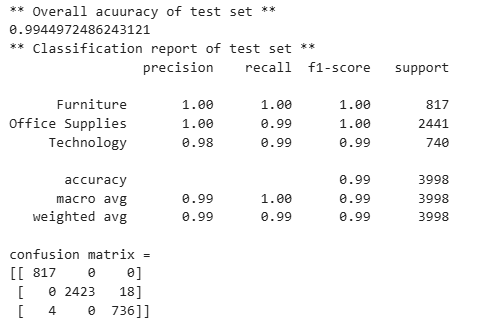 ** Overall acuuracy of test set **
0.9944972486243121
** Classification report of test set **
precision recall f1-score support
Furniture 1.00 1.00 1.00 817
Office Supplies 1.00 0.99 1.00 2441
Technology 0.98 0.99 0.99 740
accuracy 0.99 3998
macro avg 0.99 1.00 0.99 3998
weighted avg 0.99 0.99 0.99 3998
confusion matrix =
[[ 817 0 0]
[ 0 2423 18]
[ 4 0 736]]